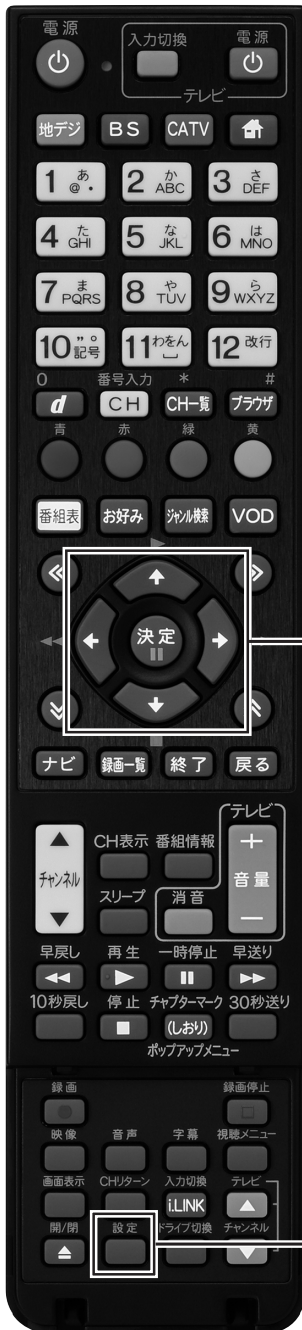 電源 入力切換 電源
テレビ
地デジ BS CATV
1 あ @. 2 か ABC 3 さ DEF
4 た GHI 5 な JKL 6 は MNO
7 ま PQRS 8 や TUV 9 ら WXYZ
10 "° 記号 11 わをん 12 改行
0 番号入力 * #
d CH CH一覧 ブラウザ
青 赤 緑 黄
番組表 お好み ジャンル検索 VOD
決定
ナビ 録画一覧 終了 戻る
テレビ
チャンネル CH表示 番組情報 + 音量 −
スリープ 消音
早戻し 再生 一時停止 早送り
10秒戻し 停止 チャプターマーク 30秒送り
(しおり)
ポップアップメニュー
録画 録画停止
映像 音声 字幕 視聴メニュー
画面表示 CHリターン 入力切換 テレビ
i.LINK
開/閉 設定 ドライブ切換 チャンネル